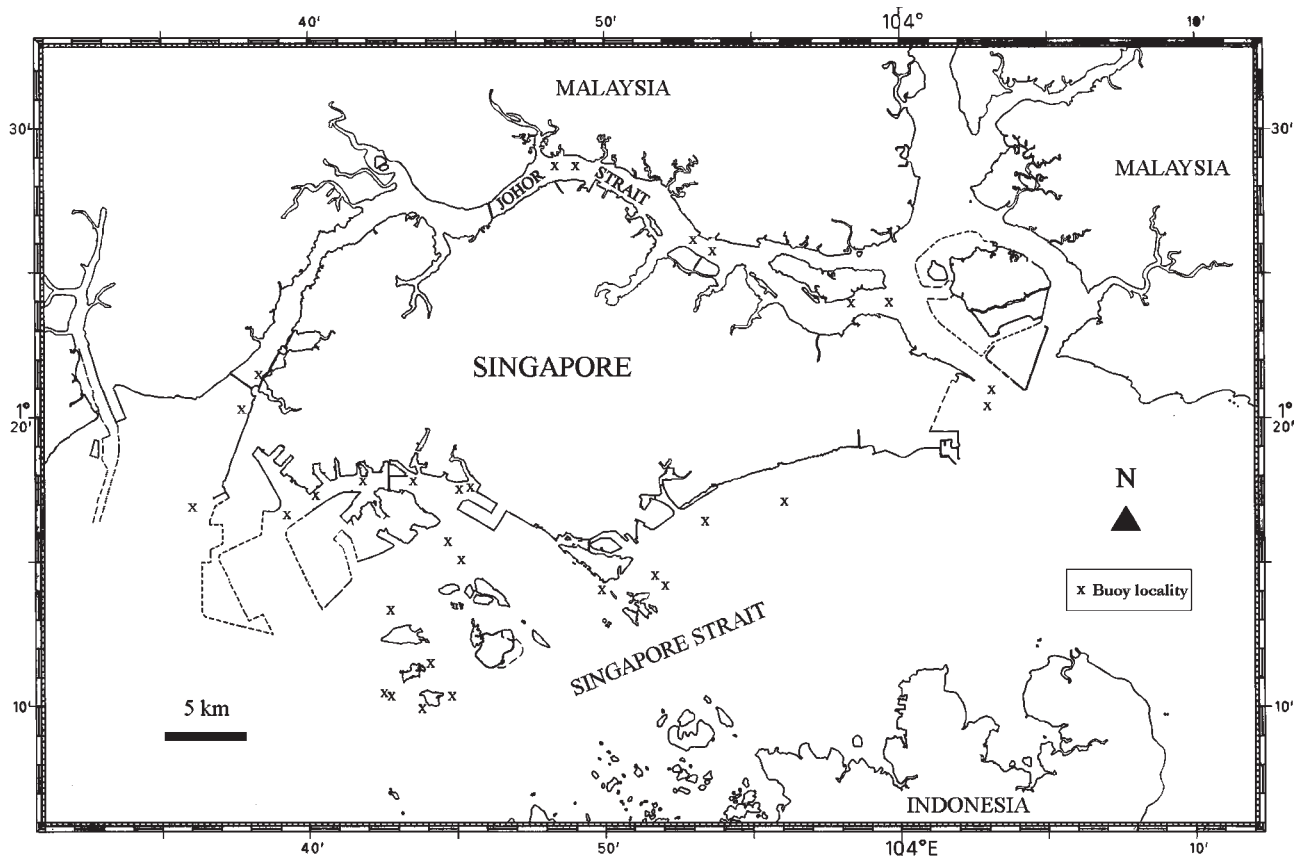 40' 50' 104° 10'
MALAYSIA
30' 30'
MALAYSIA
JOHOR STRAIT
SINGAPORE
1° 1°
20' 20'
N
x Buoy locality
SINGAPORE STRAIT
5 km
10' 10'
INDONESIA
40' 50' 104°E 10'